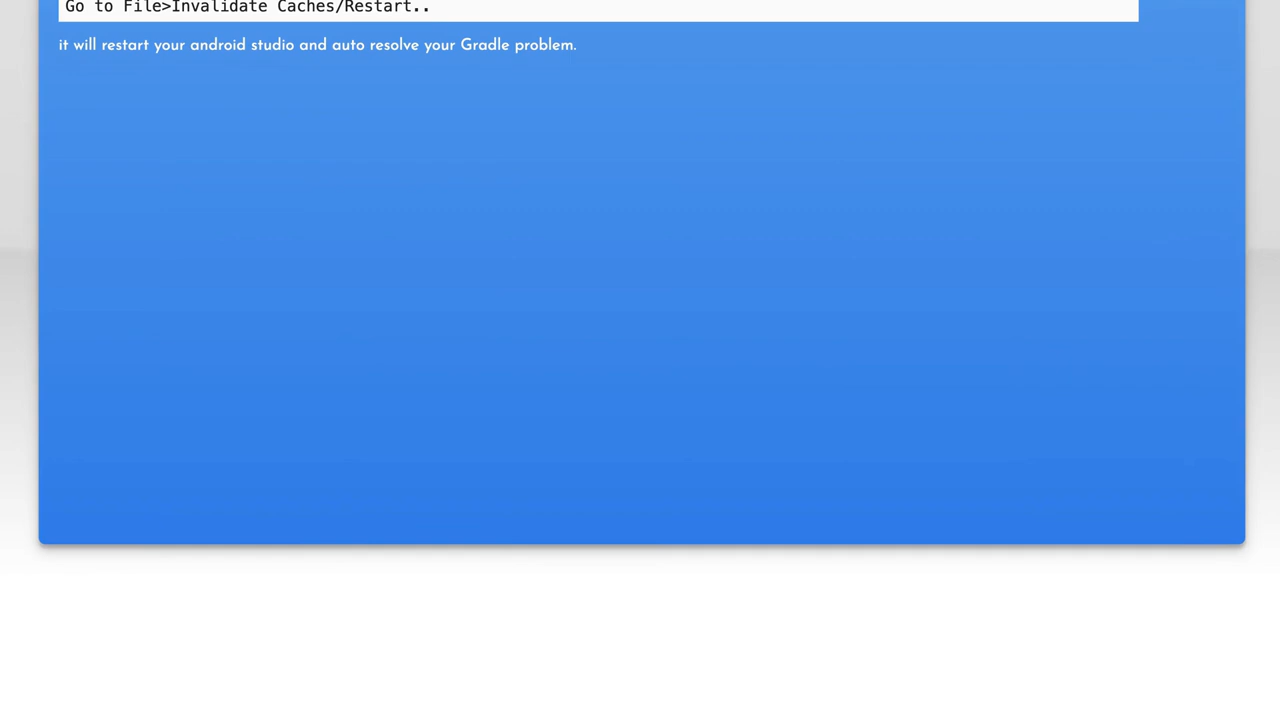 Go to File>Invalidate Caches/Restart..
it will restart your android studio and auto resolve your Gradle problem.